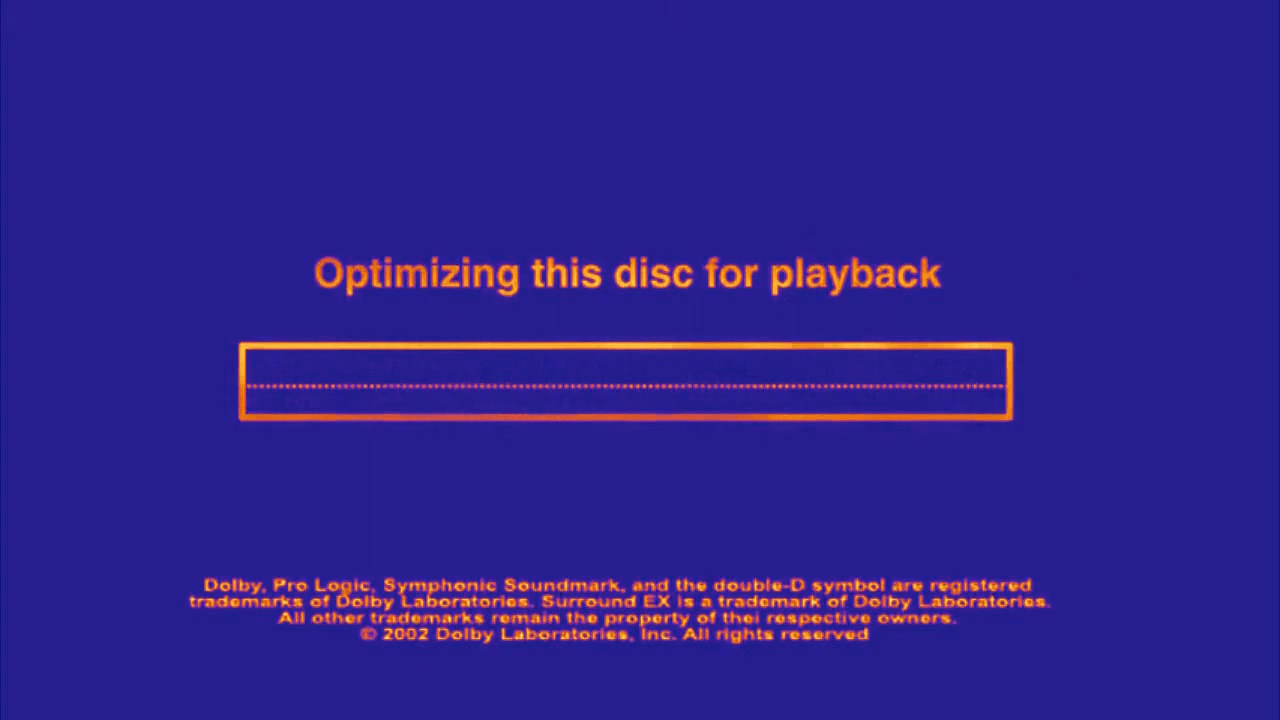 Optimizing this disc for playback
Dolby, Pro Logic, Symphonic Soundmark, and the double-D symbol are registered
trademarks of Dolby Laboratories. Surround EX is a trademark of Dolby Laboratories.
All other trademarks remain the property of thei respective owners.
© 2002 Dolby Laboratories, Inc. All rights reserved